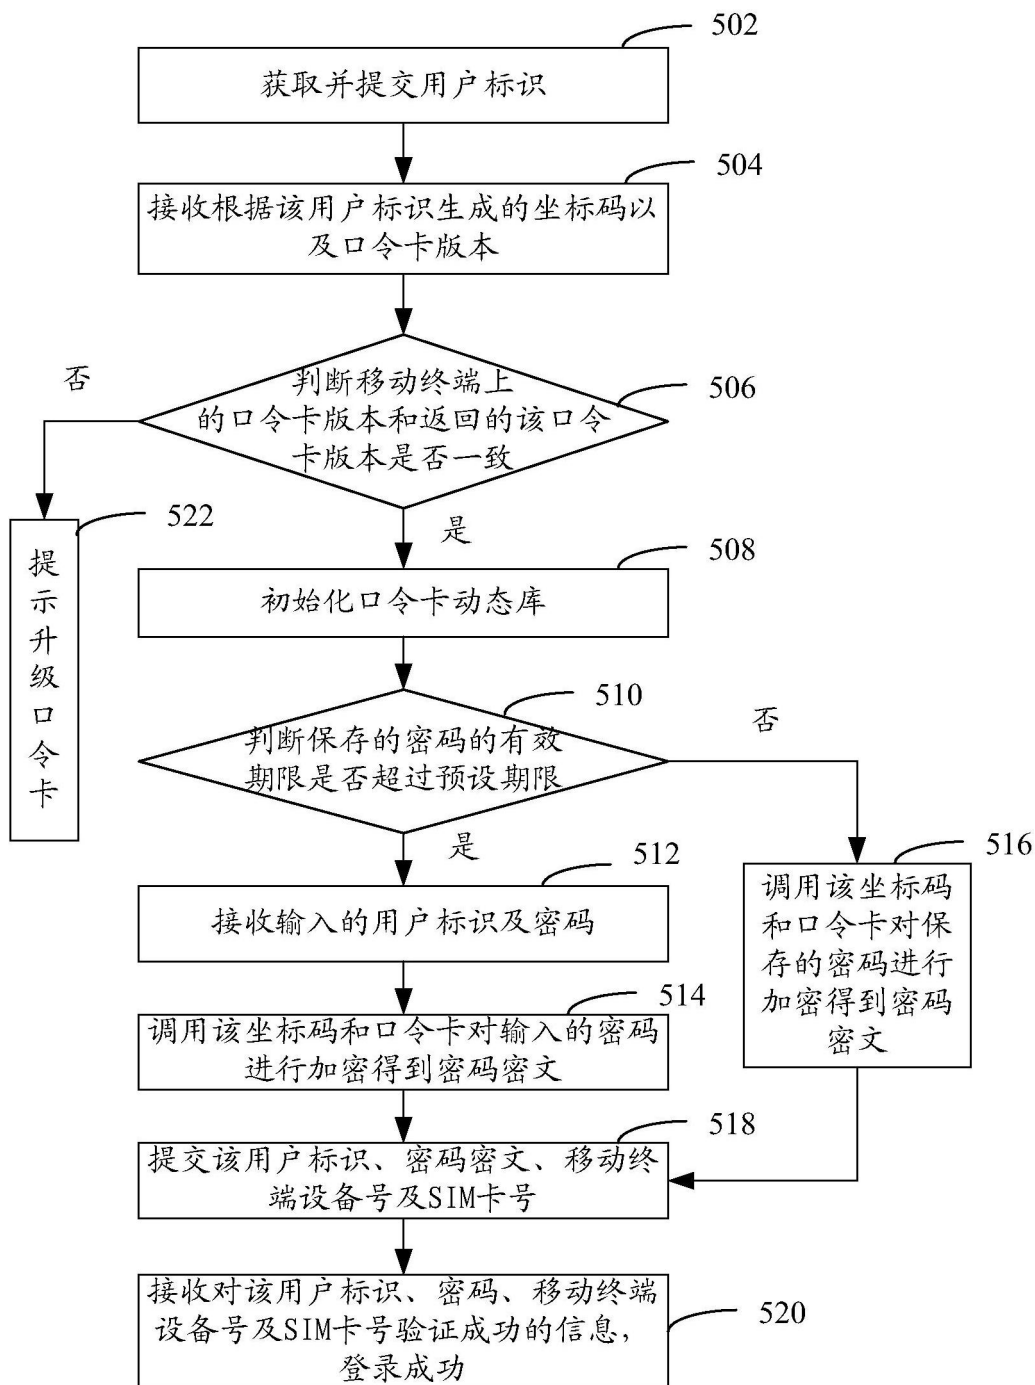 502
获取并提交用户标识
504
接收根据该用户标识生成的坐标码以
及口令卡版本
否
判断移动终端上
的口令卡版本和返回的该口令
卡版本是否一致
506
522
是
提
示
升
级
口
令
卡
508
初始化口令卡动态库
510
否
判断保存的密码的有效
期限是否超过预设期限
是
512
接收输入的用户标识及密码
516
调用该坐标码
和口令卡对保
存的密码进行
加密得到密码
密文
514
调用该坐标码和口令卡对输入的密码
进行加密得到密码密文
518
提交该用户标识、密码密文、移动终
端设备号及SIM卡号
接收对该用户标识、密码、移动终端
设备号及SIM卡号验证成功的信息，
登录成功
520